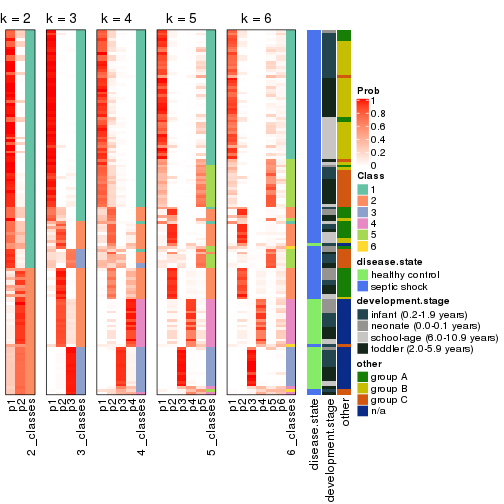 k = 2
k = 3
k = 4
k = 5
k = 6
p1
p2
2_classes
p1
p2
p3
3_classes
p1
p2
p3
p4
4_classes
p1
p2
p3
p4
p5
5_classes
p1
p2
p3
p4
p5
p6
6_classes
disease.state
development.stage
other
Prob
1
0.8
0.6
0.4
0.2
0
Class
1
2
3
4
5
6
disease.state
healthy control
septic shock
development.stage
infant (0.2-1.9 years)
neonate (0.0-0.1 years)
school-age (6.0-10.9 years)
toddler (2.0-5.9 years)
other
group A
group B
group C
n/a